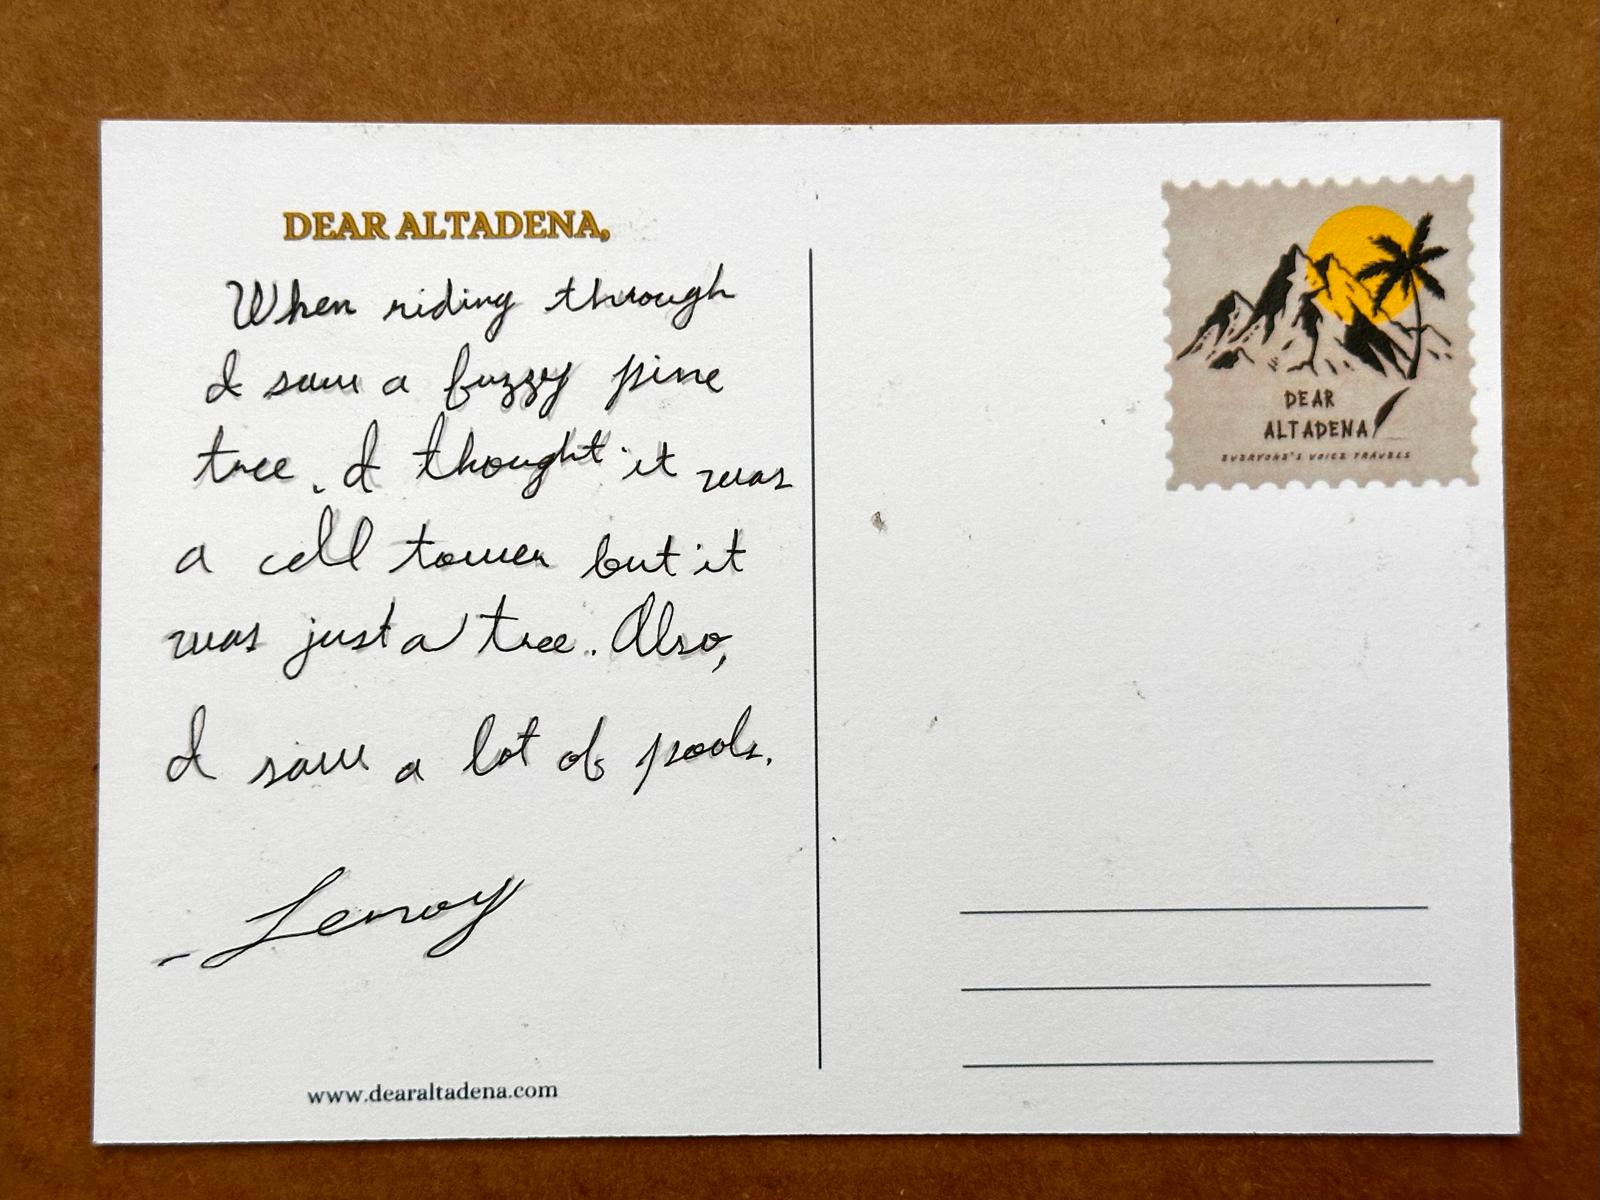 DEAR ALTADENA,
When riding through
I saw a fuzzy pine
tree. I thought it was
a cell tower but it
was just a tree. Also,
I saw a lot of pools.
- Leroy
www.dearaltadena.com
DEAR
ALTADENA
EVERYONE'S VOICE TRAVELS